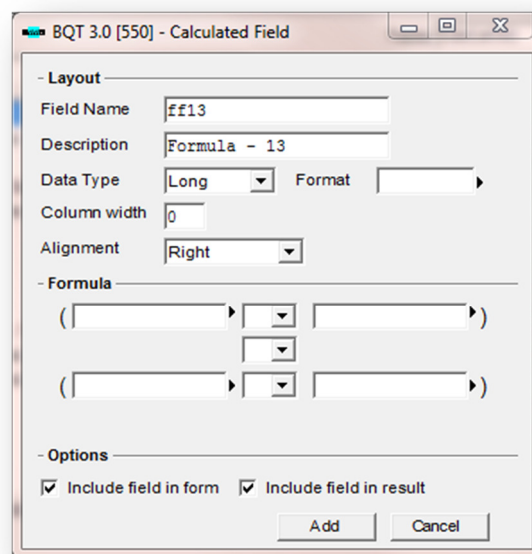 BQT 3.0 [550] - Calculated Field
Layout
Field Name ff13
Description Formula - 13
Data Type Long Format
Column width 0
Alignment Right
Formula
( )
( )
Options
Include field in form Include field in result
Add Cancel